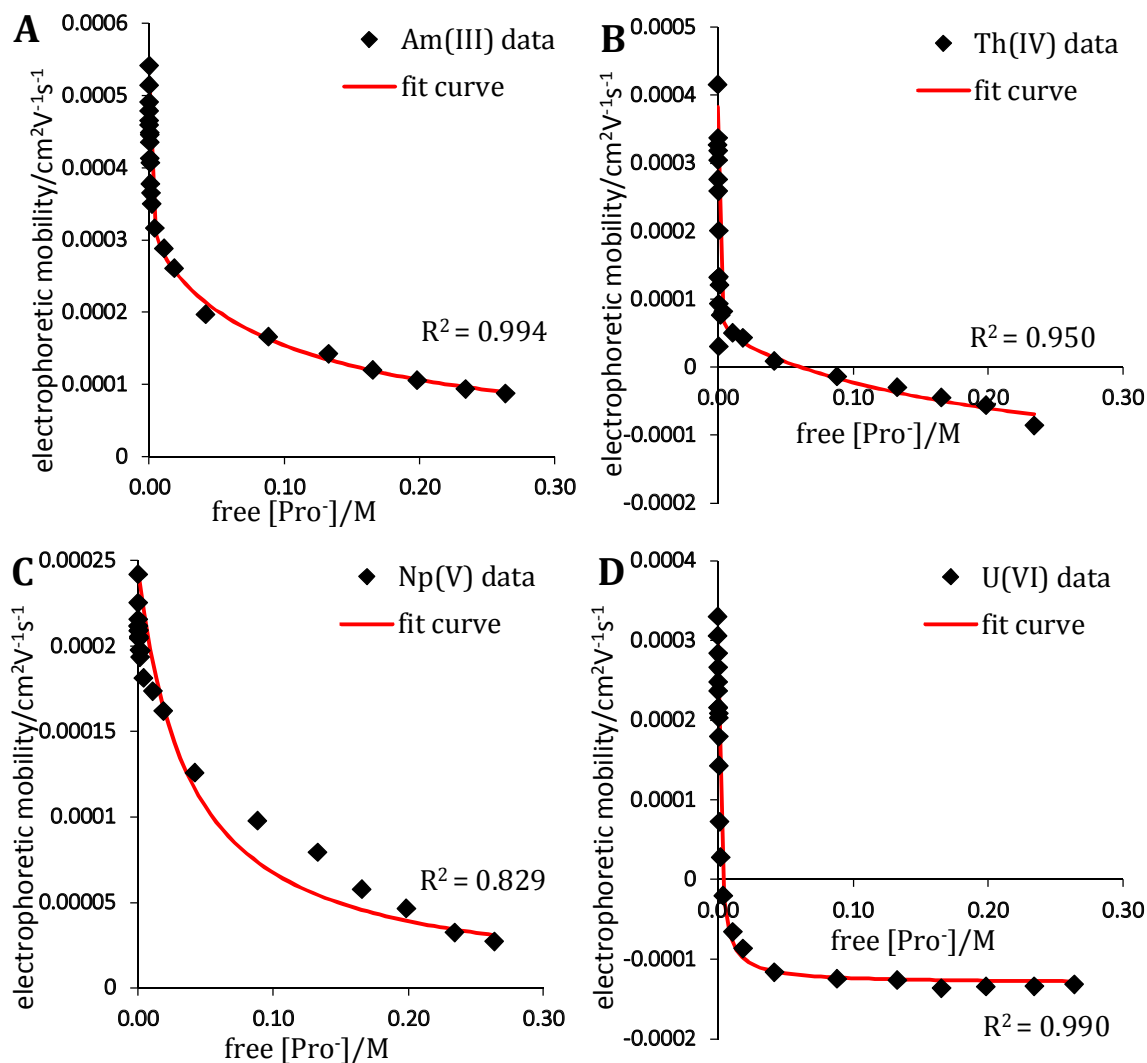 A
Am(III) data
fit curve
electrophoretic mobility/cm²V⁻¹s⁻¹
0.0006
0.0005
0.0004
0.0003
0.0002
0.0001
0
R² = 0.994
0.00 0.10 0.20 0.30
free [Pro⁻]/M
B
Th(IV) data
fit curve
electrophoretic mobility/cm²V⁻¹s⁻¹
0.0005
0.0004
0.0003
0.0002
0.0001
0
-0.0001
-0.0002
R² = 0.950
0.00 0.10 0.20 0.30
free [Pro⁻]/M
C
Np(V) data
fit curve
electrophoretic mobility/cm²V⁻¹s⁻¹
0.00025
0.0002
0.00015
0.0001
0.00005
0
R² = 0.829
0.00 0.10 0.20 0.30
free [Pro⁻]/M
D
U(VI) data
fit curve
electrophoretic mobility/cm²V⁻¹s⁻¹
0.0004
0.0003
0.0002
0.0001
0
-0.0001
-0.0002
0.00 0.10 0.20 0.30
free [Pro⁻]/M
R² = 0.990